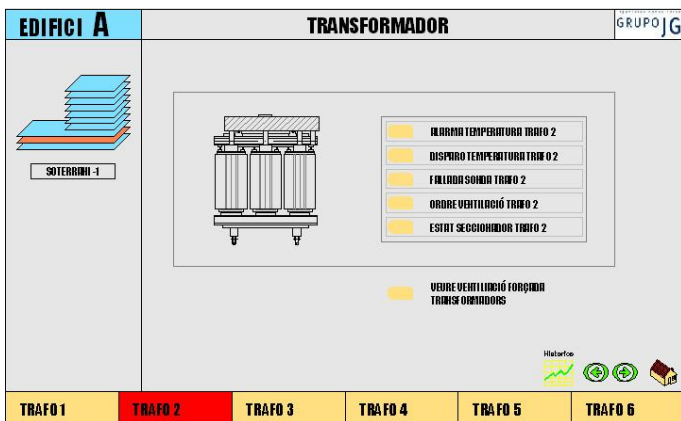 EDIFICI A
TRANSFORMADOR
GRUPO JG
SOTERRANI -1
ALARMA TEMPERATURA TRAFO 2
DISPARO TEMPERATURA TRAFO 2
FALLADA SONDA TRAFO 2
ORDRE VENTILACIÓ TRAFO 2
ESTAT SECCIONADOR TRAFO 2
VEURE VENTILIACIÓ FORÇADA
TRANSFORMADORS
Historico
TRAFO 1
TRAFO 2
TRAFO 3
TRAFO 4
TRAFO 5
TRAFO 6